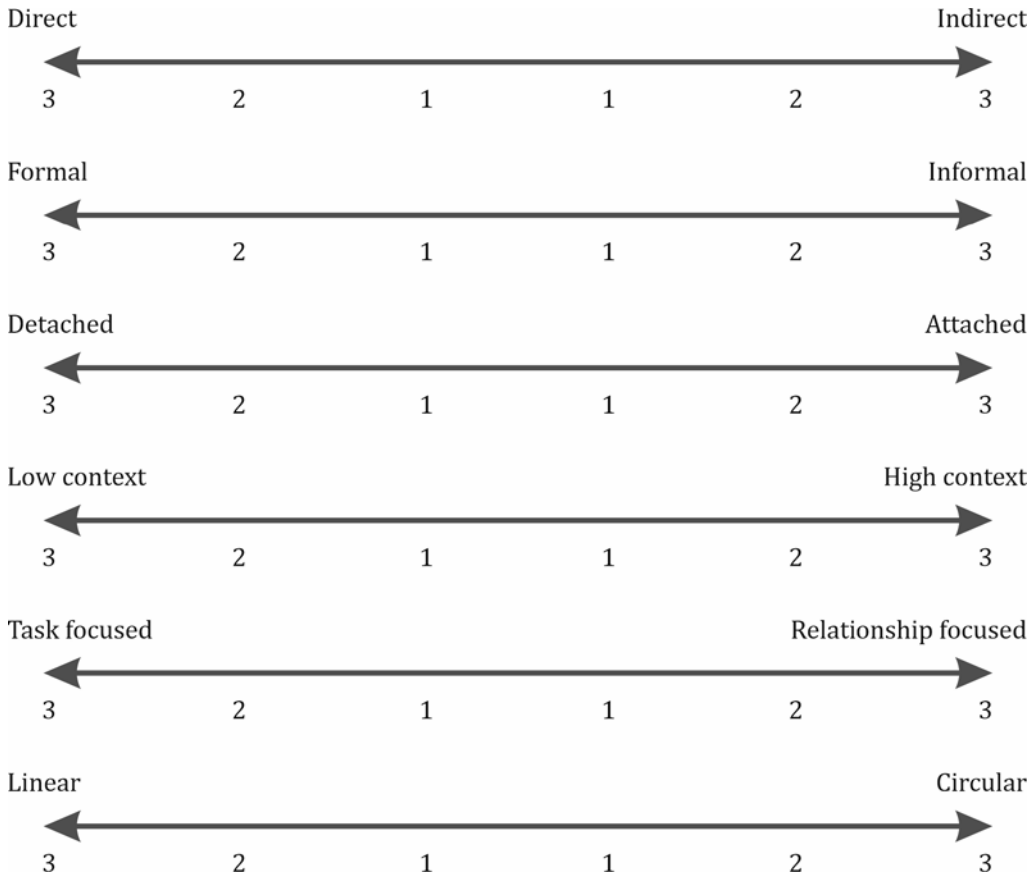 Direct Indirect
3 2 1 1 2 3
Formal Informal
3 2 1 1 2 3
Detached Attached
3 2 1 1 2 3
Low context High context
3 2 1 1 2 3
Task focused Relationship focused
3 2 1 1 2 3
Linear Circular
3 2 1 1 2 3